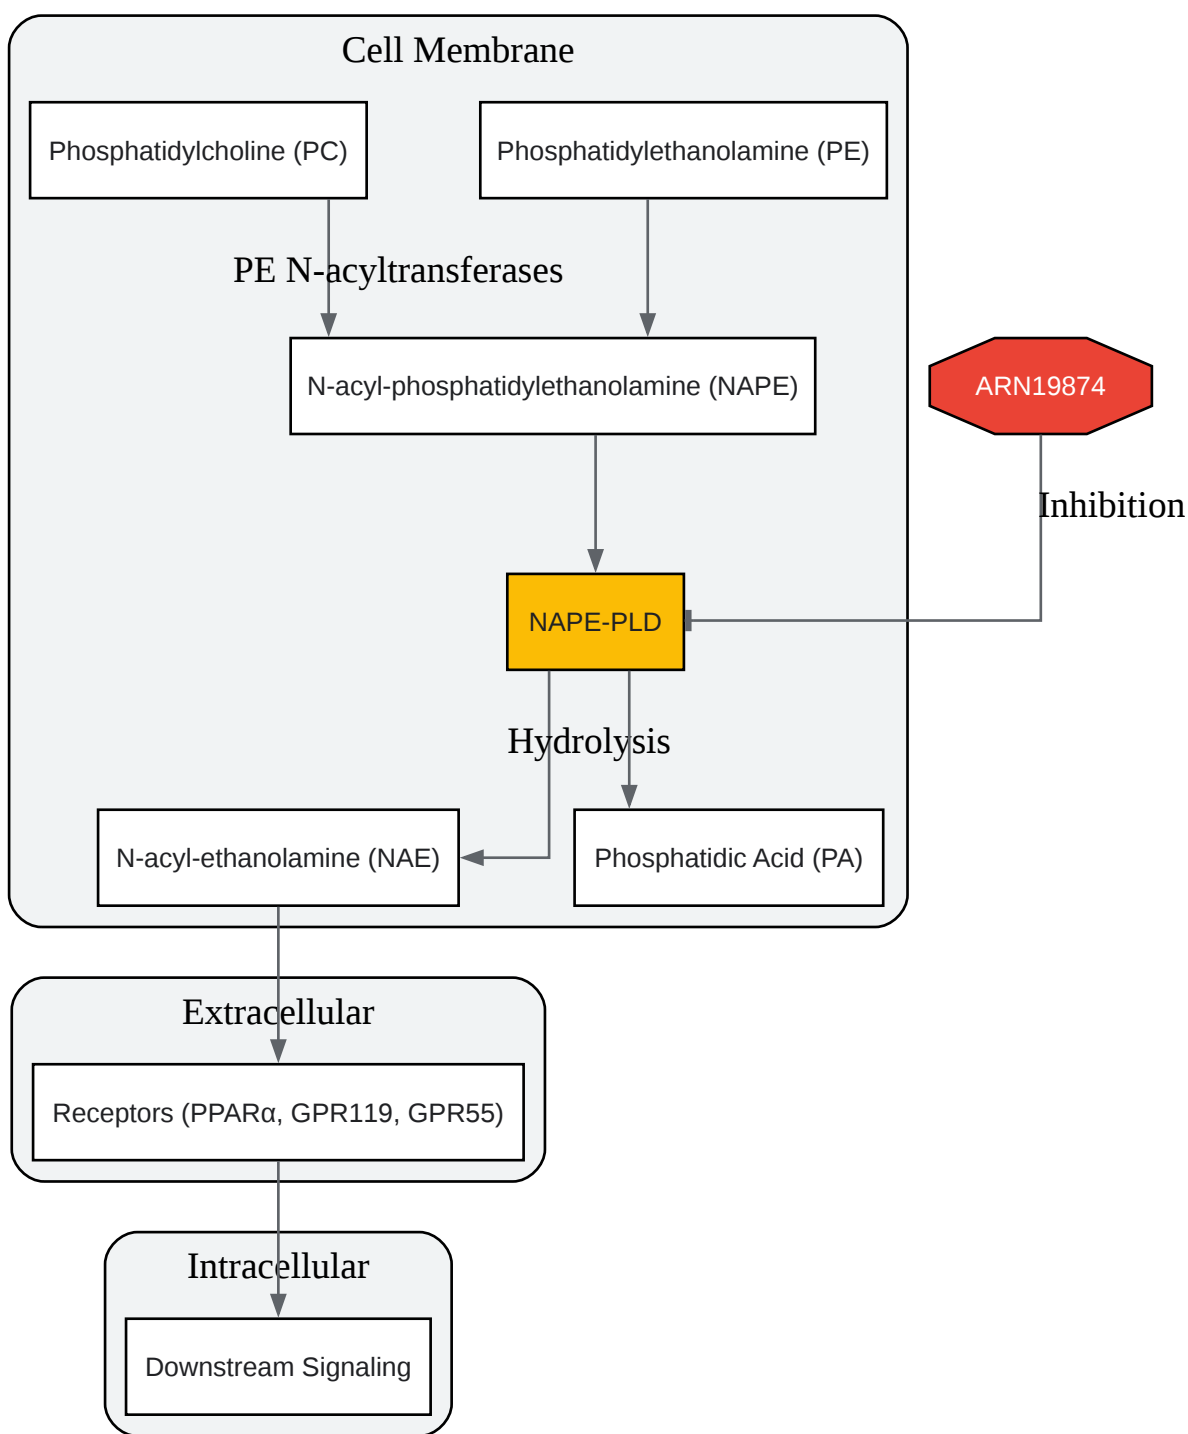 Cell Membrane
Phosphatidylcholine (PC)
Phosphatidylethanolamine (PE)
PE N-acyltransferases
N-acyl-phosphatidylethanolamine (NAPE)
ARN19874
Inhibition
NAPE-PLD
Hydrolysis
N-acyl-ethanolamine (NAE)
Phosphatidic Acid (PA)
Extracellular
Receptors (PPARα, GPR119, GPR55)
Intracellular
Downstream Signaling